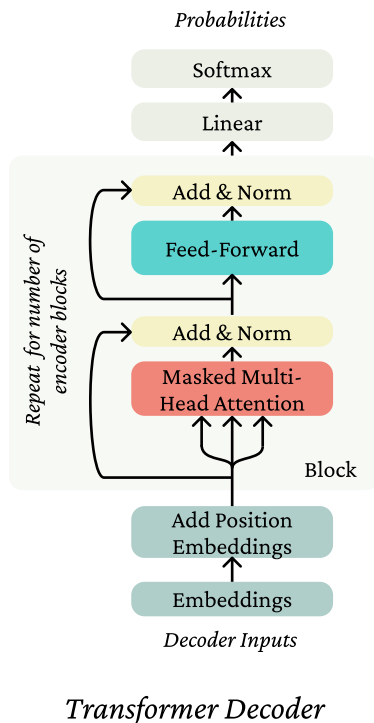 Probabilities
Softmax
Linear
Add & Norm
Feed-Forward
Repeat for number of
encoder blocks
Add & Norm
Masked Multi-
Head Attention
Block
Add Position
Embeddings
Embeddings
Decoder Inputs
Transformer Decoder